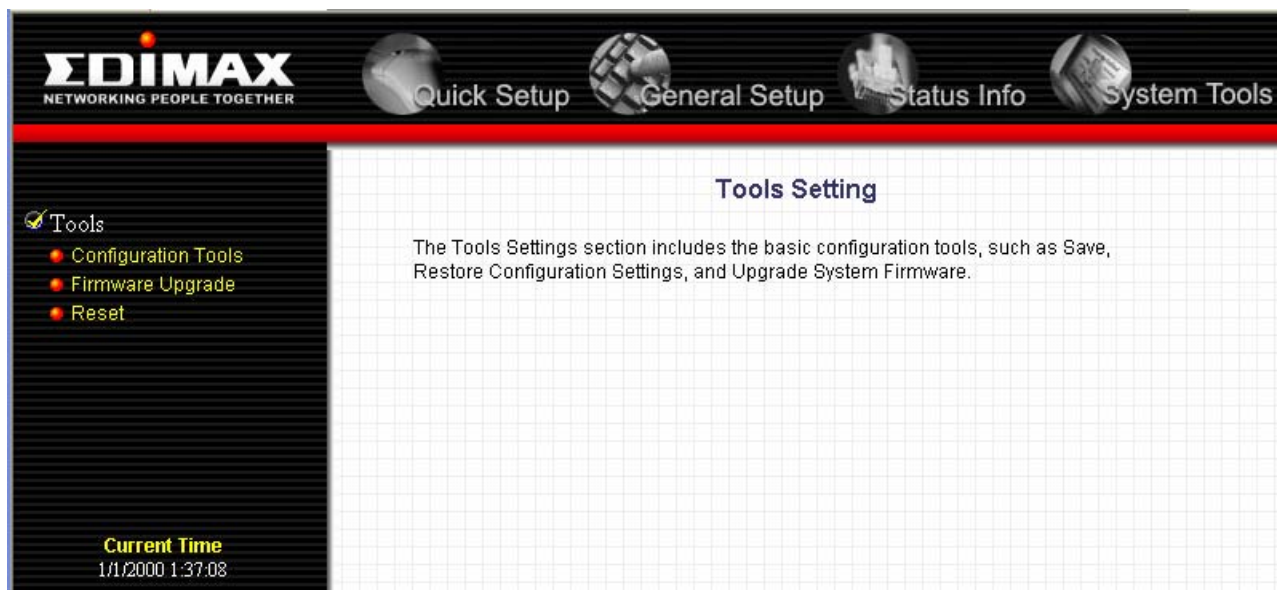 ΣDIMAX
NETWORKING PEOPLE TOGETHER
Quick Setup
General Setup
Status Info
System Tools
Tools
Configuration Tools
Firmware Upgrade
Reset
Current Time
1/1/2000 1:37:08
Tools Setting
The Tools Settings section includes the basic configuration tools, such as Save,
Restore Configuration Settings, and Upgrade System Firmware.